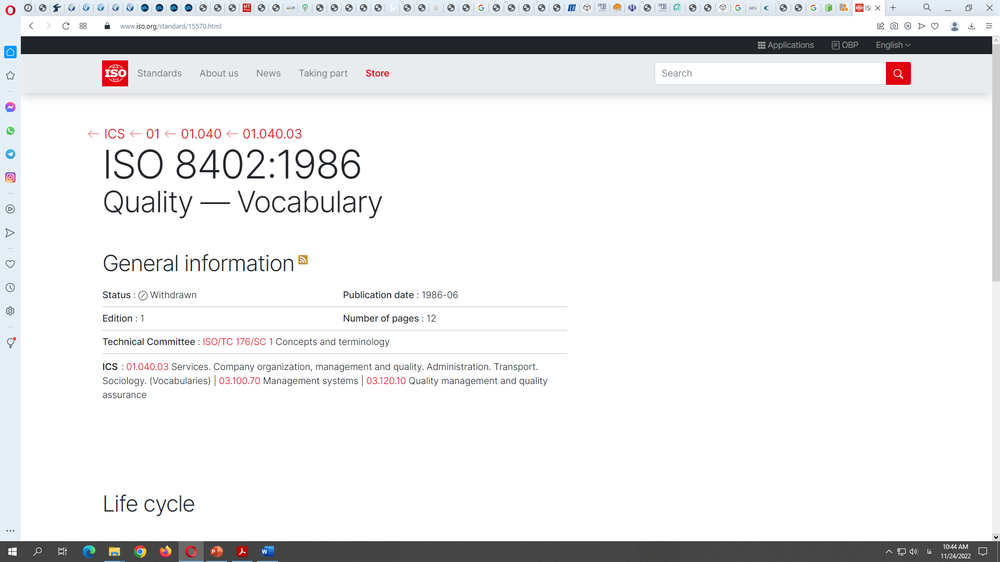 www.iso.org/standard/15570.html
Applications OBP English
ISO Standards About us News Taking part Store Search
← ICS ← 01 ← 01.040 ← 01.040.03
ISO 8402:1986
Quality — Vocabulary
General information
Status : Withdrawn Publication date : 1986-06
Edition : 1 Number of pages : 12
Technical Committee : ISO/TC 176/SC 1 Concepts and terminology
ICS : 01.040.03 Services. Company organization, management and quality. Administration. Transport.
Sociology. (Vocabularies) | 03.100.70 Management systems | 03.120.10 Quality management and quality
assurance
Life cycle
فا
10:44 AM
11/24/2022